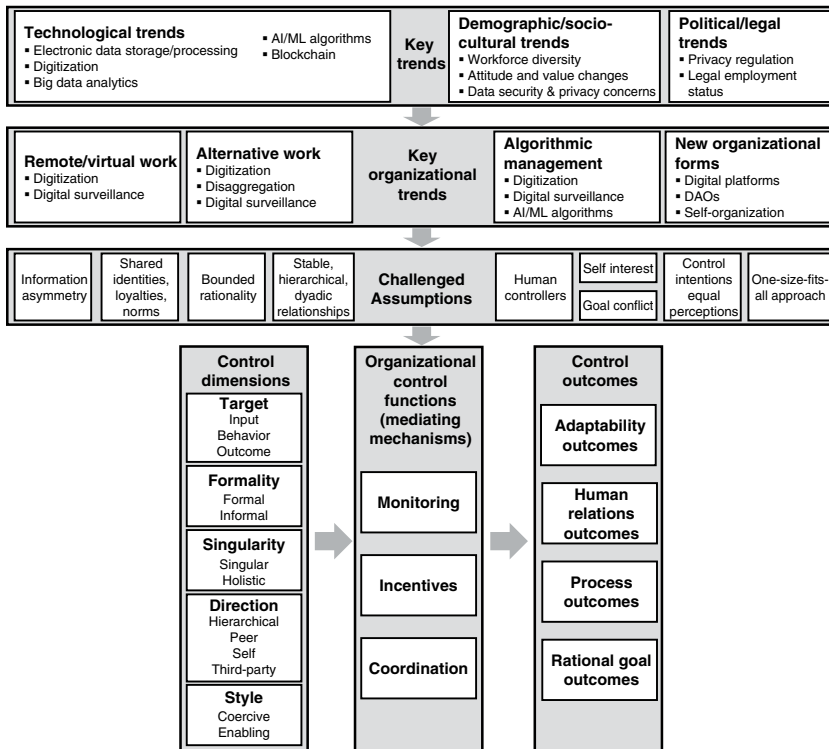 Technological trends
▪ Electronic data storage/processing
▪ Digitization
▪ Big data analytics
▪ AI/ML algorithms
▪ Blockchain
Key
trends
Demographic/socio-
cultural trends
▪ Workforce diversity
▪ Attitude and value changes
▪ Data security & privacy concerns
Political/legal
trends
▪ Privacy regulation
▪ Legal employment
status
Remote/virtual work
▪ Digitization
▪ Digital surveillance
Alternative work
▪ Digitization
▪ Disaggregation
▪ Digital surveillance
Key
organizational
trends
Algorithmic
management
▪ Digitization
▪ Digital surveillance
▪ AI/ML algorithms
New organizational
forms
▪ Digital platforms
▪ DAOs
▪ Self-organization
Information
asymmetry
Shared
identities,
loyalties,
norms
Bounded
rationality
Stable,
hierarchical,
dyadic
relationships
Challenged
Assumptions
Human
controllers
Self interest
Goal conflict
Control
intentions
equal
perceptions
One-size-fits-
all approach
Control
dimensions
Target
Input
Behavior
Outcome
Formality
Formal
Informal
Singularity
Singular
Holistic
Direction
Hierarchical
Peer
Self
Third-party
Style
Coercive
Enabling
Organizational
control
functions
(mediating
mechanisms)
Monitoring
Incentives
Coordination
Control
outcomes
Adaptability
outcomes
Human
relations
outcomes
Process
outcomes
Rational goal
outcomes